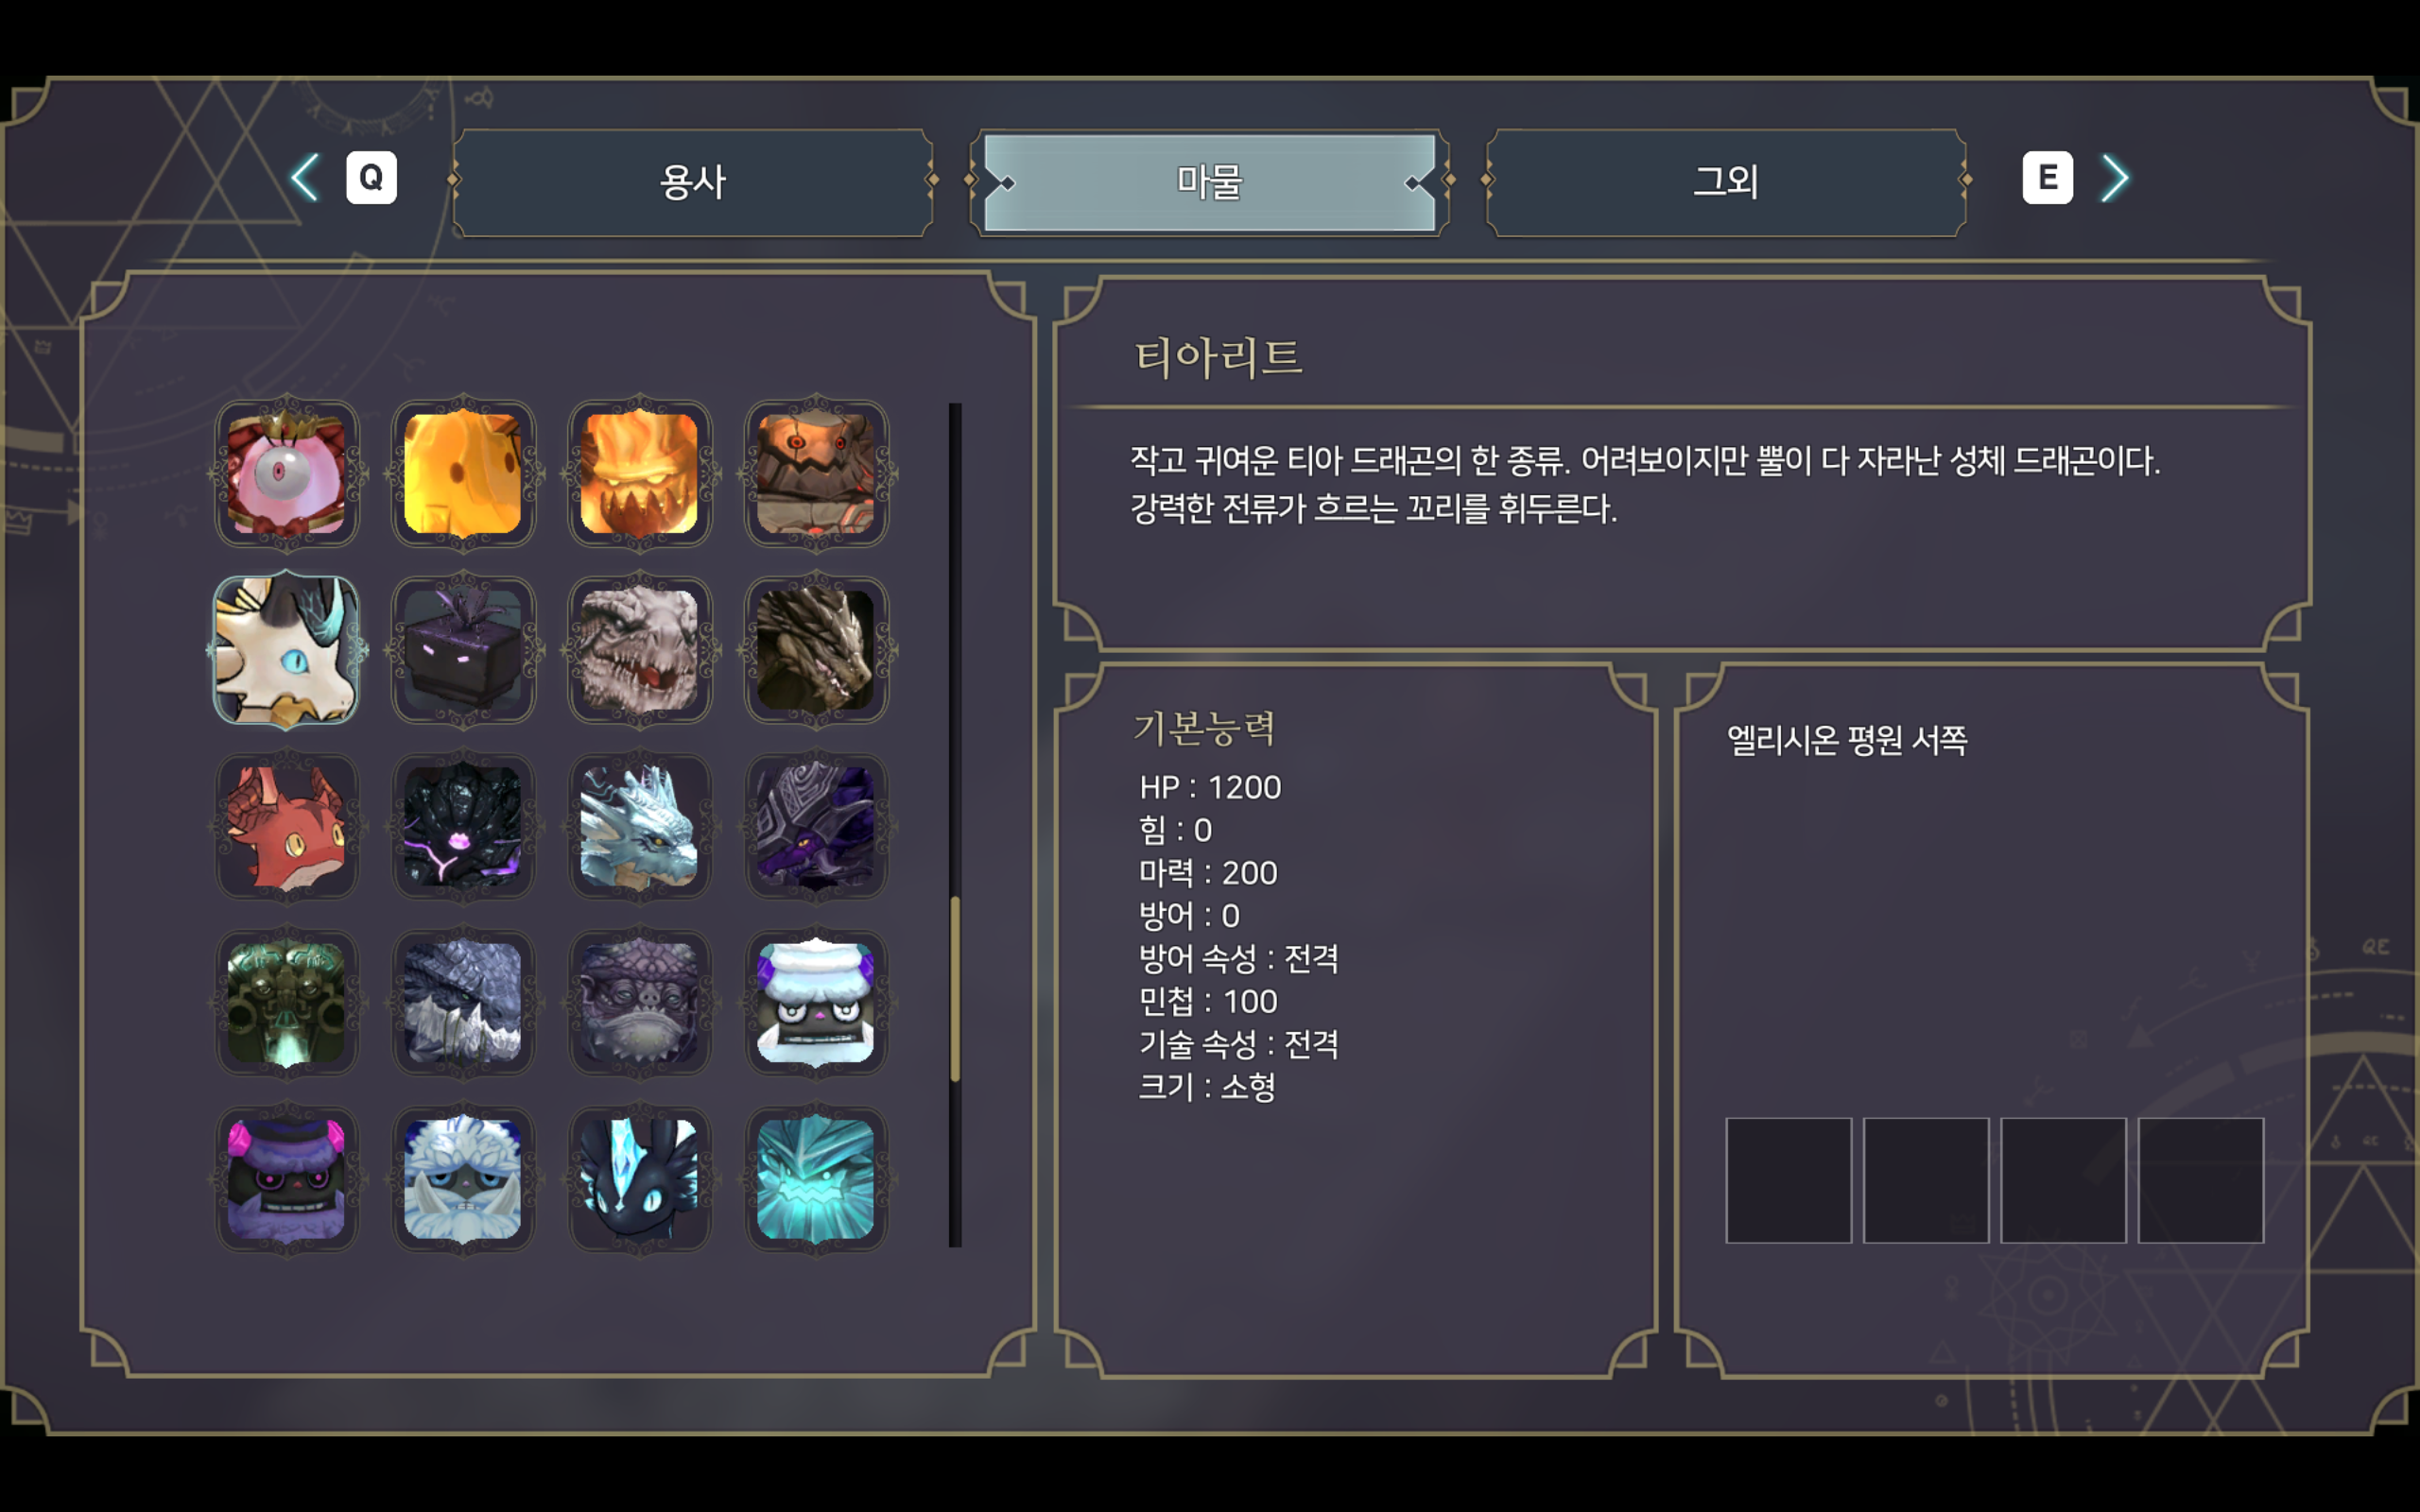 Q
용사
마물
그외
E
티아리트
작고 귀여운 티아 드래곤의 한 종류. 어려보이지만 뿔이 다 자라난 성체 드래곤이다.
강력한 전류가 흐르는 꼬리를 휘두른다.
기본능력
HP : 1200
힘 : 0
마력 : 200
방어 : 0
방어 속성 : 전격
민첩 : 100
기술 속성 : 전격
크기 : 소형
엘리시온 평원 서쪽